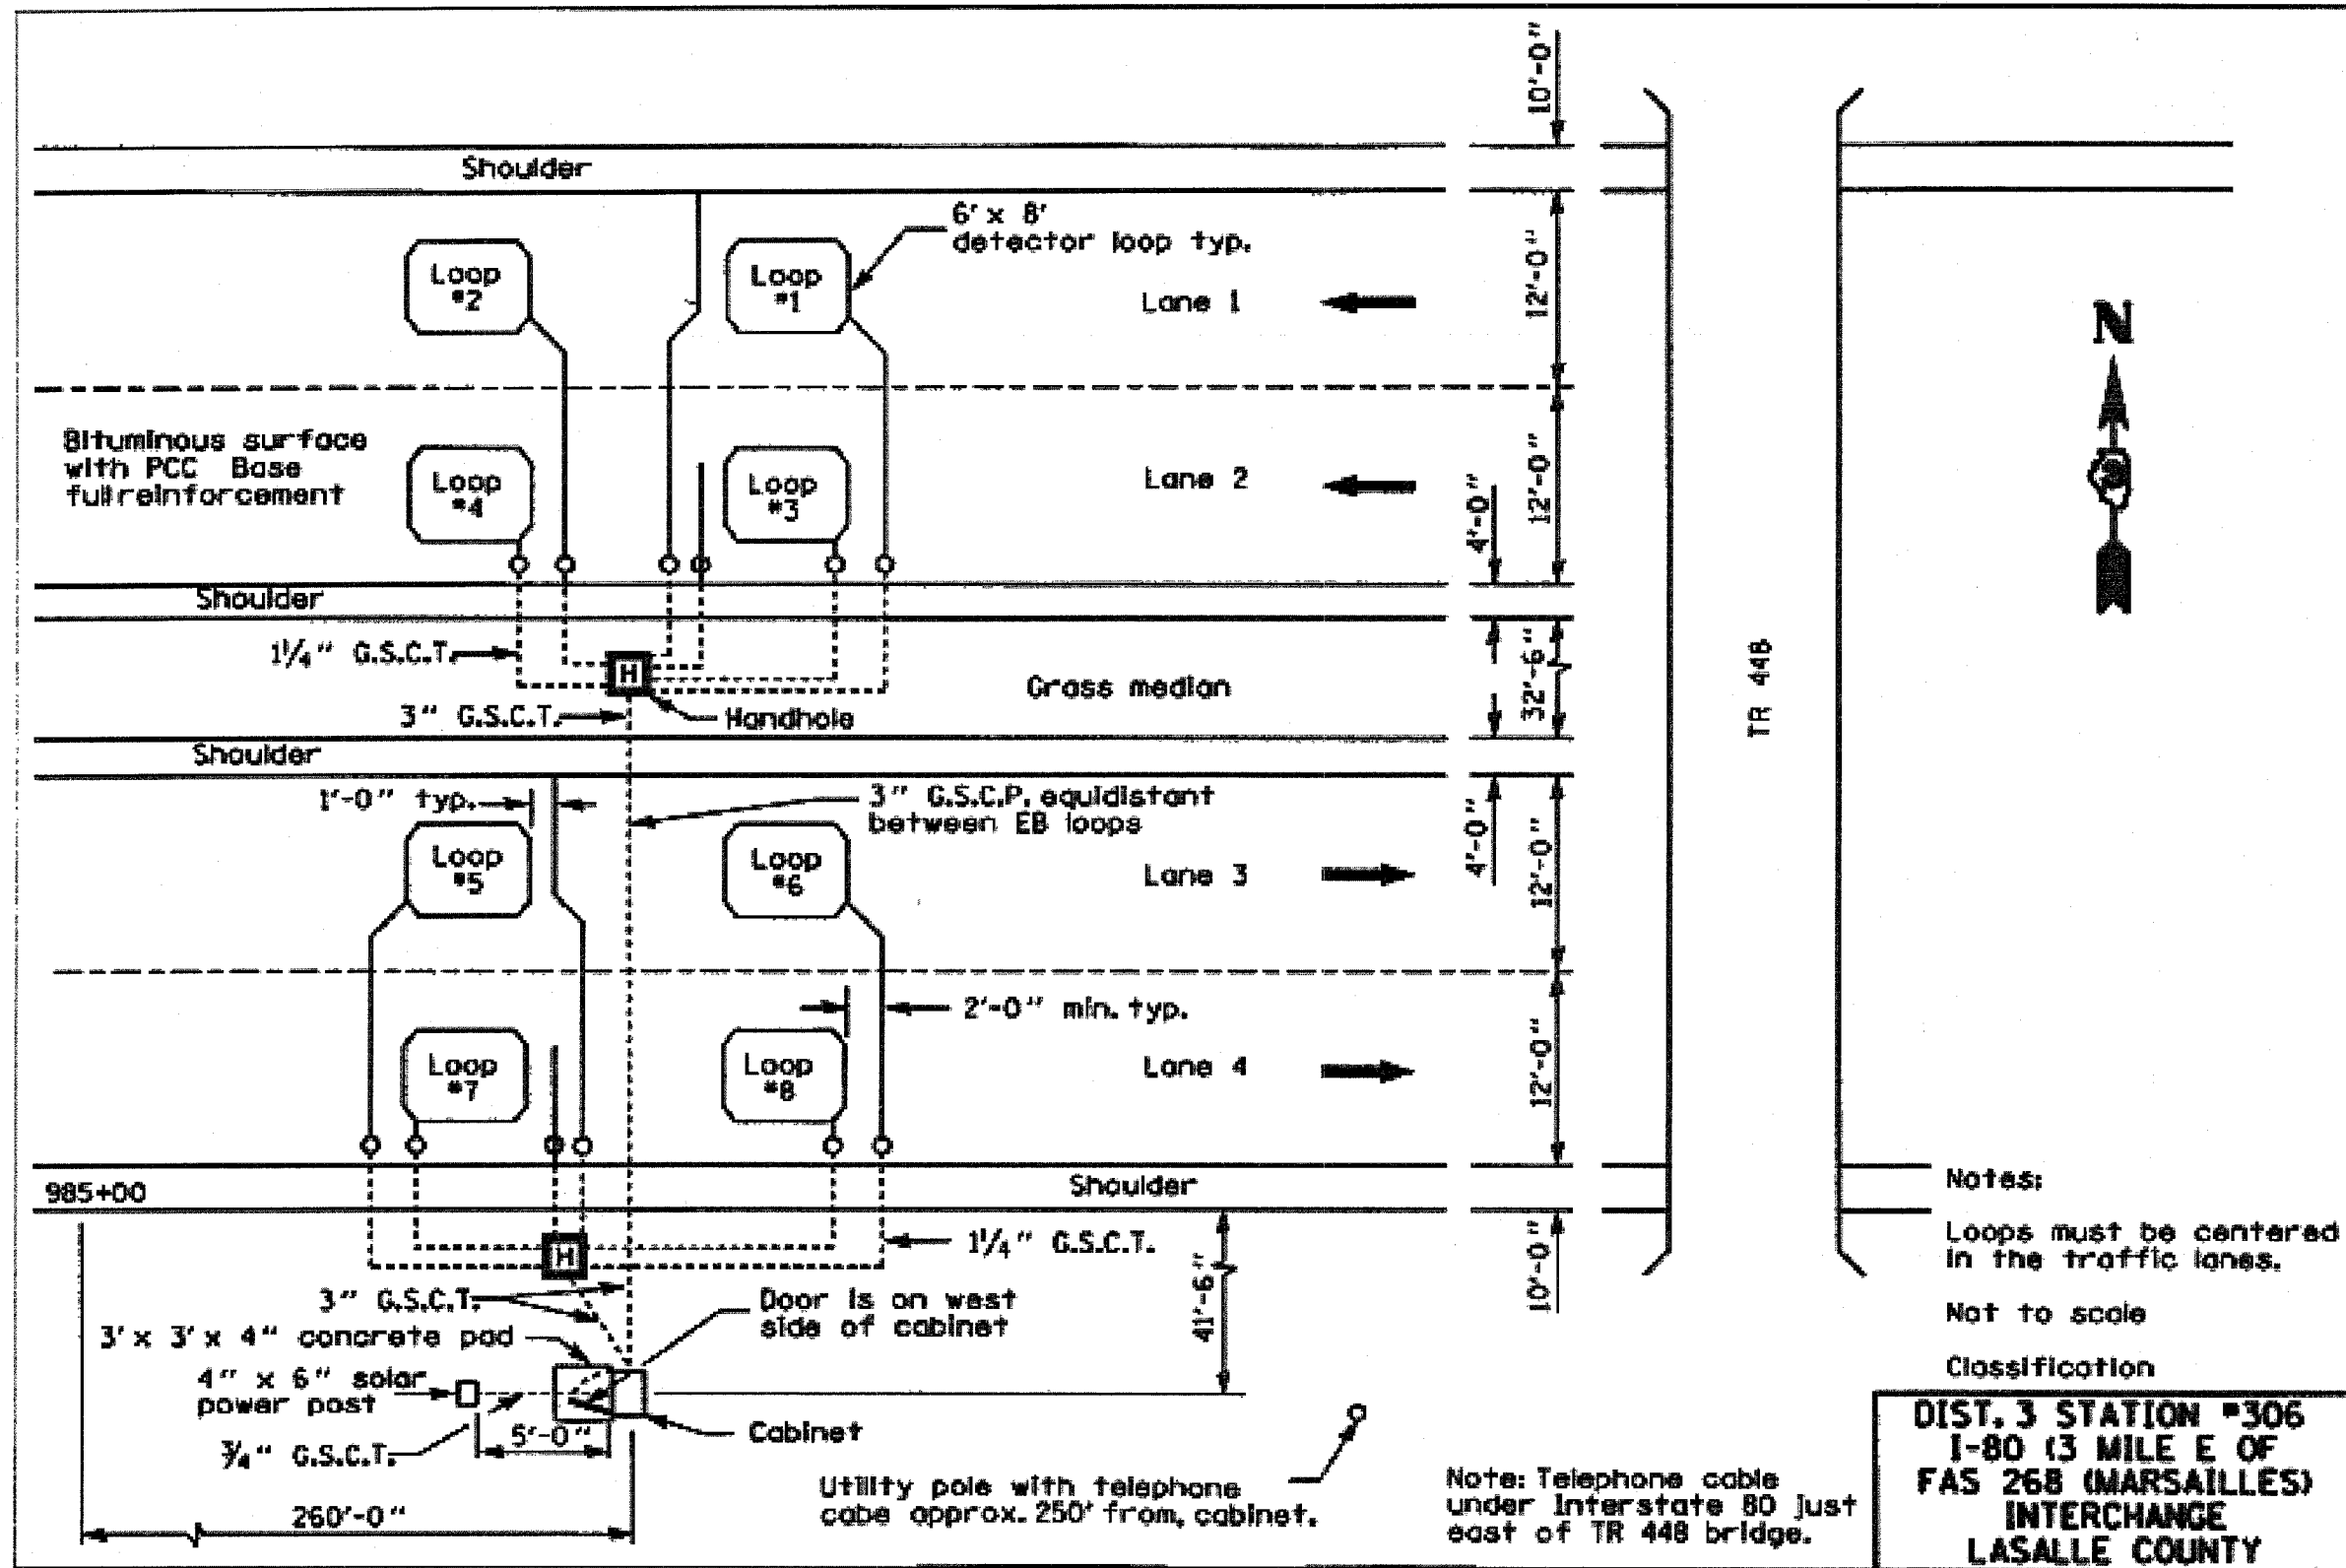 10'-0"
Shoulder
6' x 8'
detector loop typ.
Loop
#2
Loop
#1
Lane 1
12'-0"
N
Bituminous surface
with PCC Base
full reinforcement
Loop
#4
Loop
#3
Lane 2
4'-0"
12'-0"
Shoulder
1 1/4" G.S.C.T.
H
Grass median
32'-6"
TR 448
3" G.S.C.T.
Handhole
Shoulder
1'-0" typ.
3" G.S.C.P. equidistant
between EB loops
4'-0"
12'-0"
Loop
#5
Loop
#6
Lane 3
2'-0" min. typ.
Loop
#7
Loop
#8
Lane 4
12'-0"
985+00
Shoulder
Notes:
Loops must be centered
in the traffic lanes.
Not to scale
Classification
H
1 1/4" G.S.C.T.
41'-6"
10'-0"
3" G.S.C.T.
Door is on west
side of cabinet
3' x 3' x 4" concrete pad
4" x 6" solar
power post
5'-0"
Cabinet
3/4" G.S.C.T.
260'-0"
Utility pole with telephone
cabe approx. 250' from, cabinet.
Note: Telephone cable
under Interstate 80 just
east of TR 448 bridge.
DIST. 3 STATION #306
I-80 (3 MILE E OF
FAS 268 (MARSAILLES)
INTERCHANGE
LASALLE COUNTY